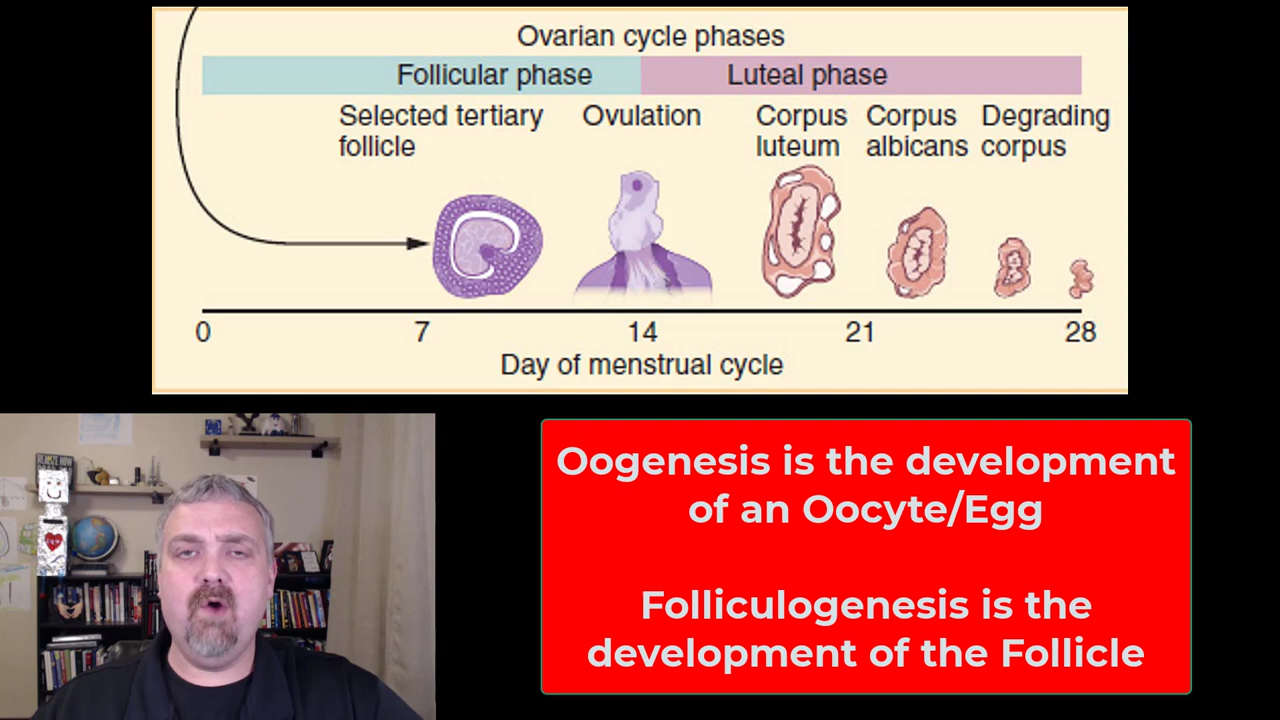 Ovarian cycle phases
Follicular phase Luteal phase
Selected tertiary follicle
Ovulation
Corpus luteum
Corpus albicans
Degrading corpus
0 7 14 21 28
Day of menstrual cycle
Oogenesis is the development
of an Oocyte/Egg
Folliculogenesis is the
development of the Follicle